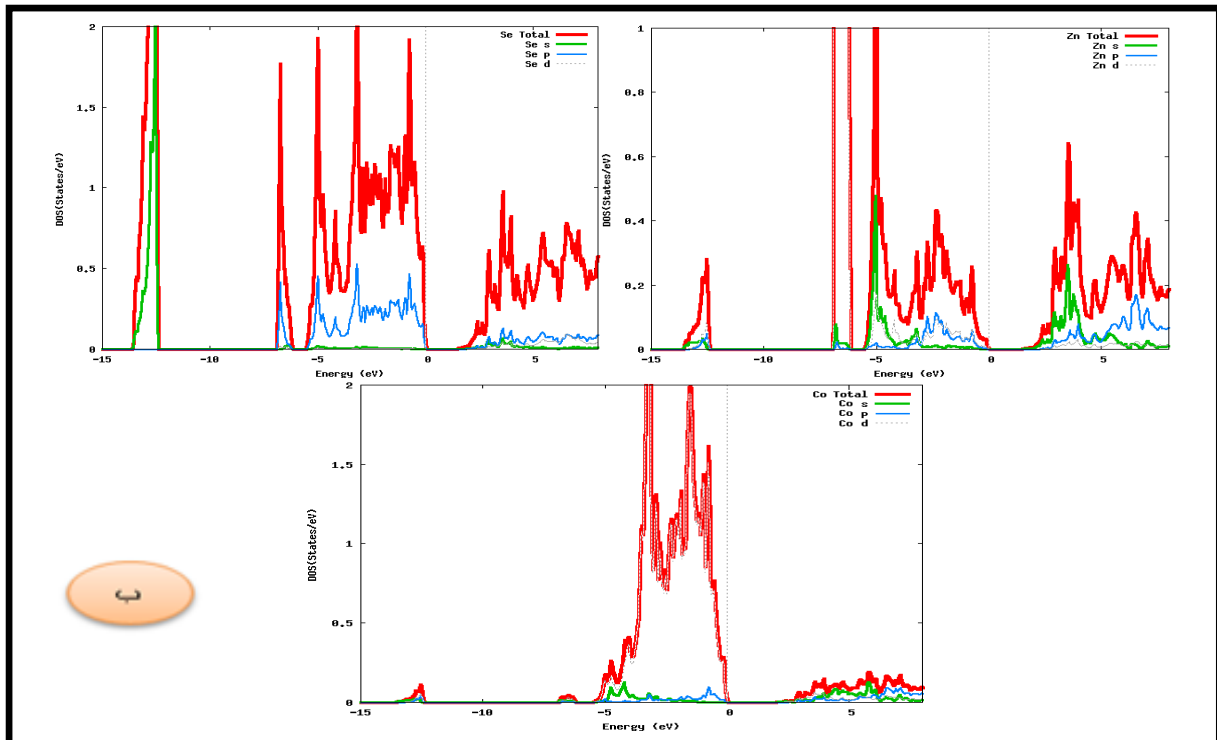 Se Total
Se s
Se p
Se d
2
1.5
1
0.5
0
DOS(States/eV)
-15
-10
-5
0
5
Energy (eV)
Zn Total
Zn s
Zn p
Zn d
1
0.8
0.6
0.4
0.2
0
DOS(States/eV)
-15
-10
-5
0
5
Energy (eV)
Co Total
Co s
Co p
Co d
2
1.5
1
0.5
0
DOS(States/eV)
-15
-10
-5
0
5
Energy (eV)
ب